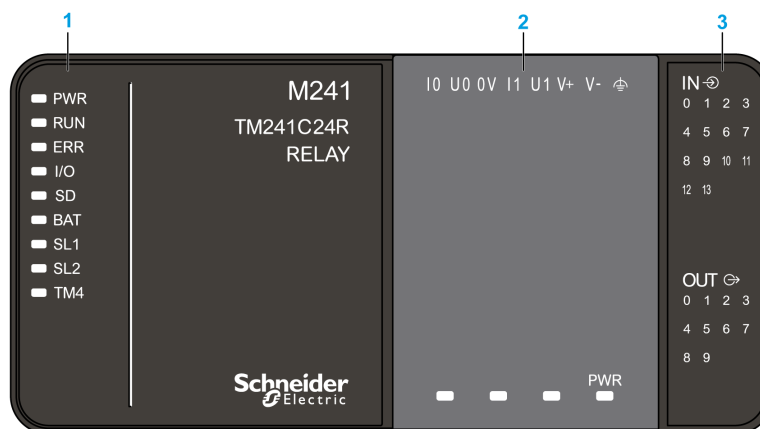 1
2
3
PWR
RUN
ERR
I/O
SD
BAT
SL1
SL2
TM4
M241
TM241C24R
RELAY
Schneider
Electric
I0 U0 0V I1 U1 V+ V-
PWR
IN
0 1 2 3
4 5 6 7
8 9 10 11
12 13
OUT
0 1 2 3
4 5 6 7
8 9